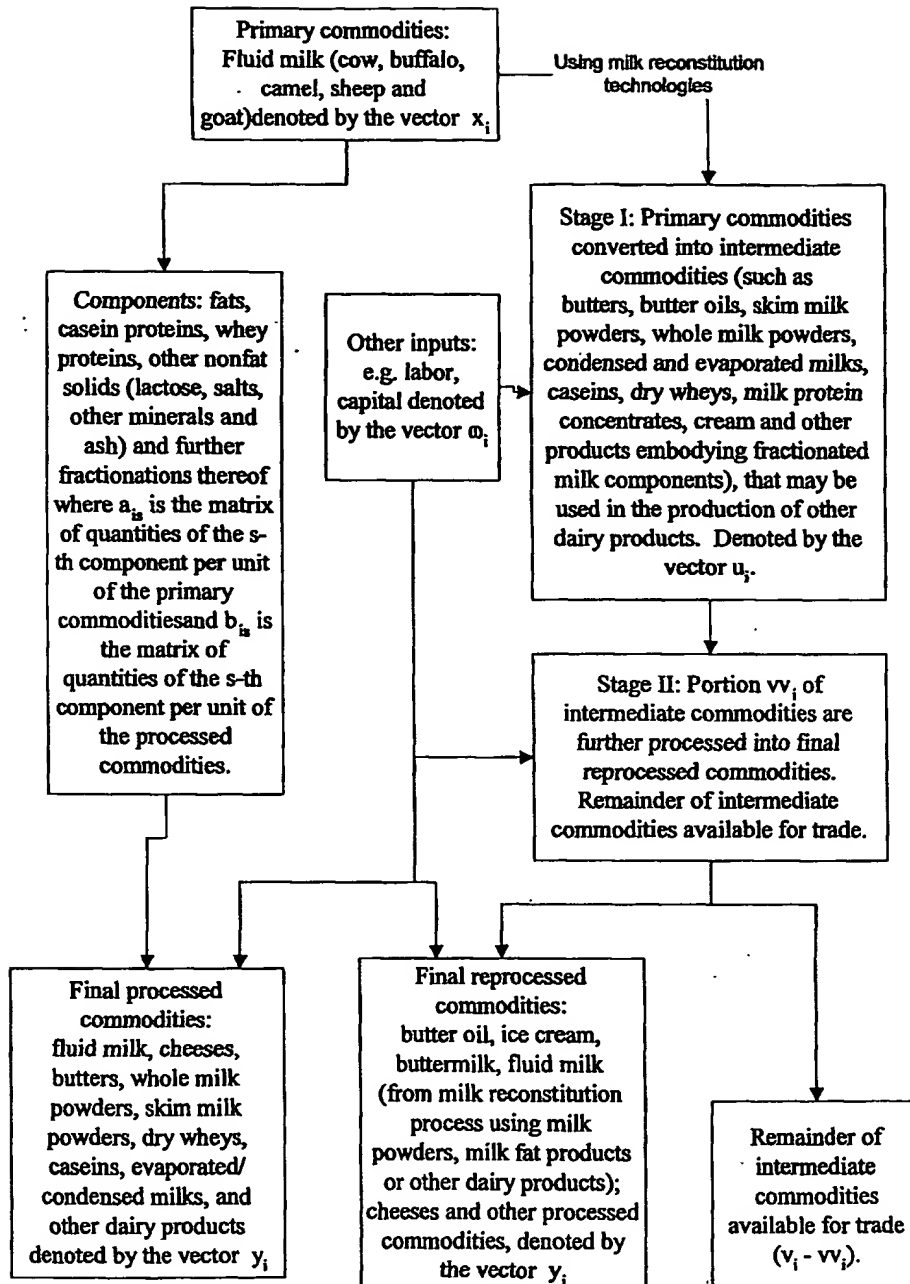 Primary commodities:
Fluid milk (cow, buffalo,
camel, sheep and
goat)denoted by the vector x_i
Using milk reconstitution
technologies
Stage I: Primary commodities
converted into intermediate
commodities (such as
butters, butter oils, skim milk
powders, whole milk powders,
condensed and evaporated milks,
caseins, dry wheys, milk protein
concentrates, cream and other
products embodying fractionated
milk components), that may be
used in the production of other
dairy products. Denoted by the
vector u_i.
Components: fats,
casein proteins, whey
proteins, other nonfat
solids (lactose, salts,
other minerals and
ash) and further
fractionations thereof
where a_is is the matrix
of quantities of the s-
th component per unit
of the primary
commoditiesand b_is is
the matrix of
quantities of the s-th
component per unit of
the processed
commodities.
Other inputs:
e.g. labor,
capital denoted
by the vector ω_i
Stage II: Portion vv_i of
intermediate commodities are
further processed into final
reprocessed commodities.
Remainder of intermediate
commodities available for trade.
Final processed
commodities:
fluid milk, cheeses,
butters, whole milk
powders, skim milk
powders, dry wheys,
caseins, evaporated/
condensed milks, and
other dairy products
denoted by the vector y_i
Final reprocessed
commodities:
butter oil, ice cream,
buttermilk, fluid milk
(from milk reconstitution
process using milk
powders, milk fat products
or other dairy products);
cheeses and other processed
commodities, denoted by
the vector y_i
Remainder of
intermediate
commodities
available for trade
(v_i - vv_i).